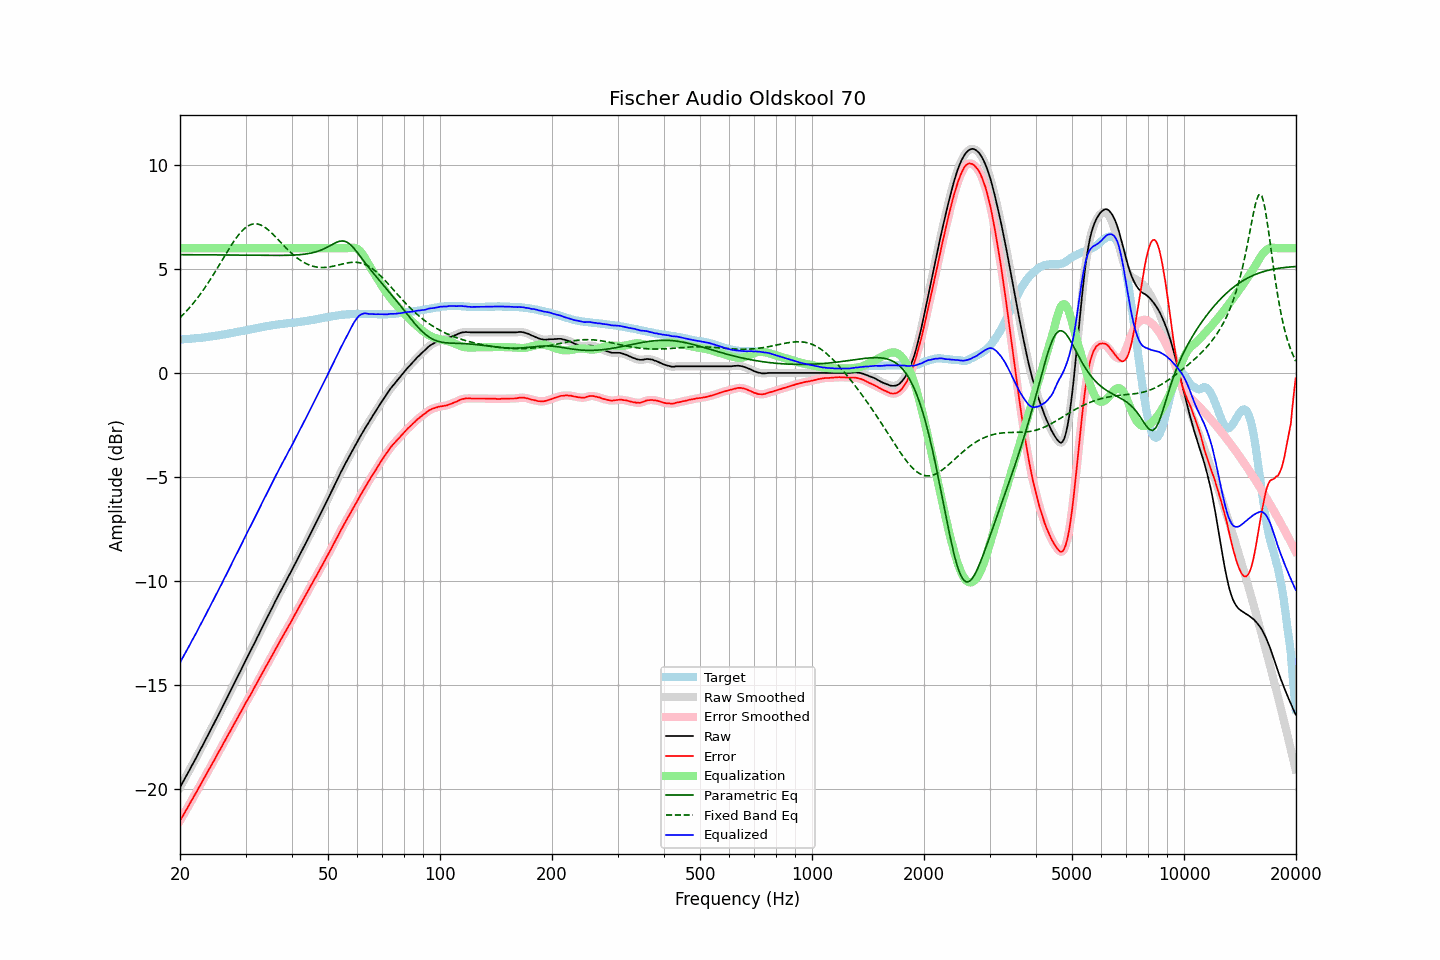 Fischer Audio Oldskool 70
Amplitude (dBr)
10
5
0
−5
−10
−15
−20
Target
Raw Smoothed
Error Smoothed
Raw
Error
Equalization
Parametric Eq
Fixed Band Eq
Equalized
20 50 100 200 500 1000 2000 5000 10000 20000
Frequency (Hz)